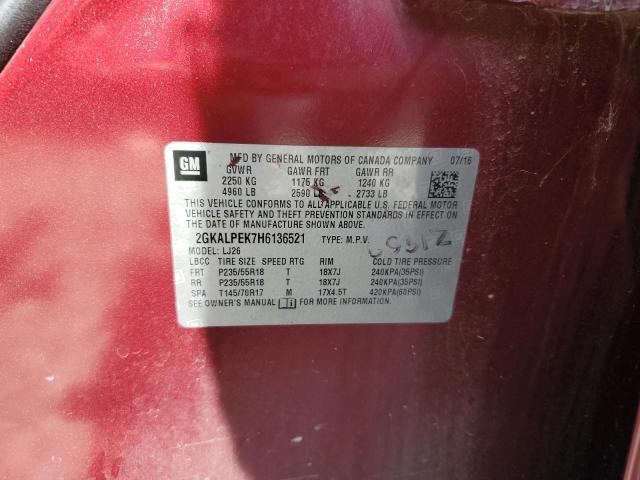 GM
MFD BY GENERAL MOTORS OF CANADA COMPANY 07/16
GVWR GAWR FRT GAWR RR
2250 KG 1175 KG 1240 KG
4960 LB 2590 LB 2733 LB
THIS VEHICLE CONFORMS TO ALL APPLICABLE U.S. FEDERAL MOTOR
VEHICLE SAFETY AND THEFT PREVENTION STANDARDS IN EFFECT ON
THE DATE OF MANUFACTURE SHOWN ABOVE.
2GKALPEK7H6136521 TYPE: M.P.V.
MODEL: LJ26
LBCC TIRE SIZE SPEED RTG RIM COLD TIRE PRESSURE
FRT P235/55R18 T 18X7J 240KPA(35PSI)
RR P235/55R18 T 18X7J 240KPA(35PSI)
SPA T145/70R17 M 17X4.5T 420KPA(60PSI)
SEE OWNER'S MANUAL i